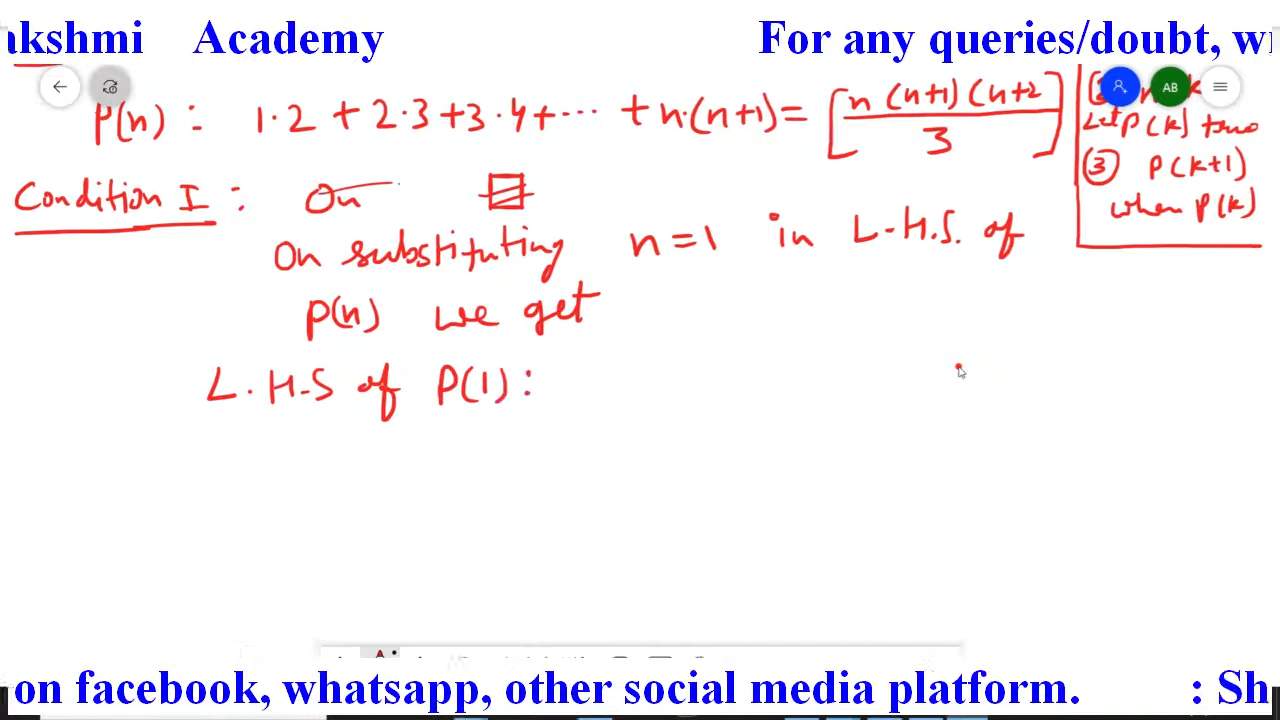 akshmi Academy For any queries/doubt, wr
P(n) : 1·2 + 2·3 + 3·4 + ··· + n·(n+1) = [n (n+1) (n+2) / 3]
Let P(k) true
③ P(k+1)
when P(k)
Condition I : On
On substituting n = 1 in L.H.S. of
P(n) we get
L.H.S of P(1) :
AB
on facebook, whatsapp, other social media platform. : Sh